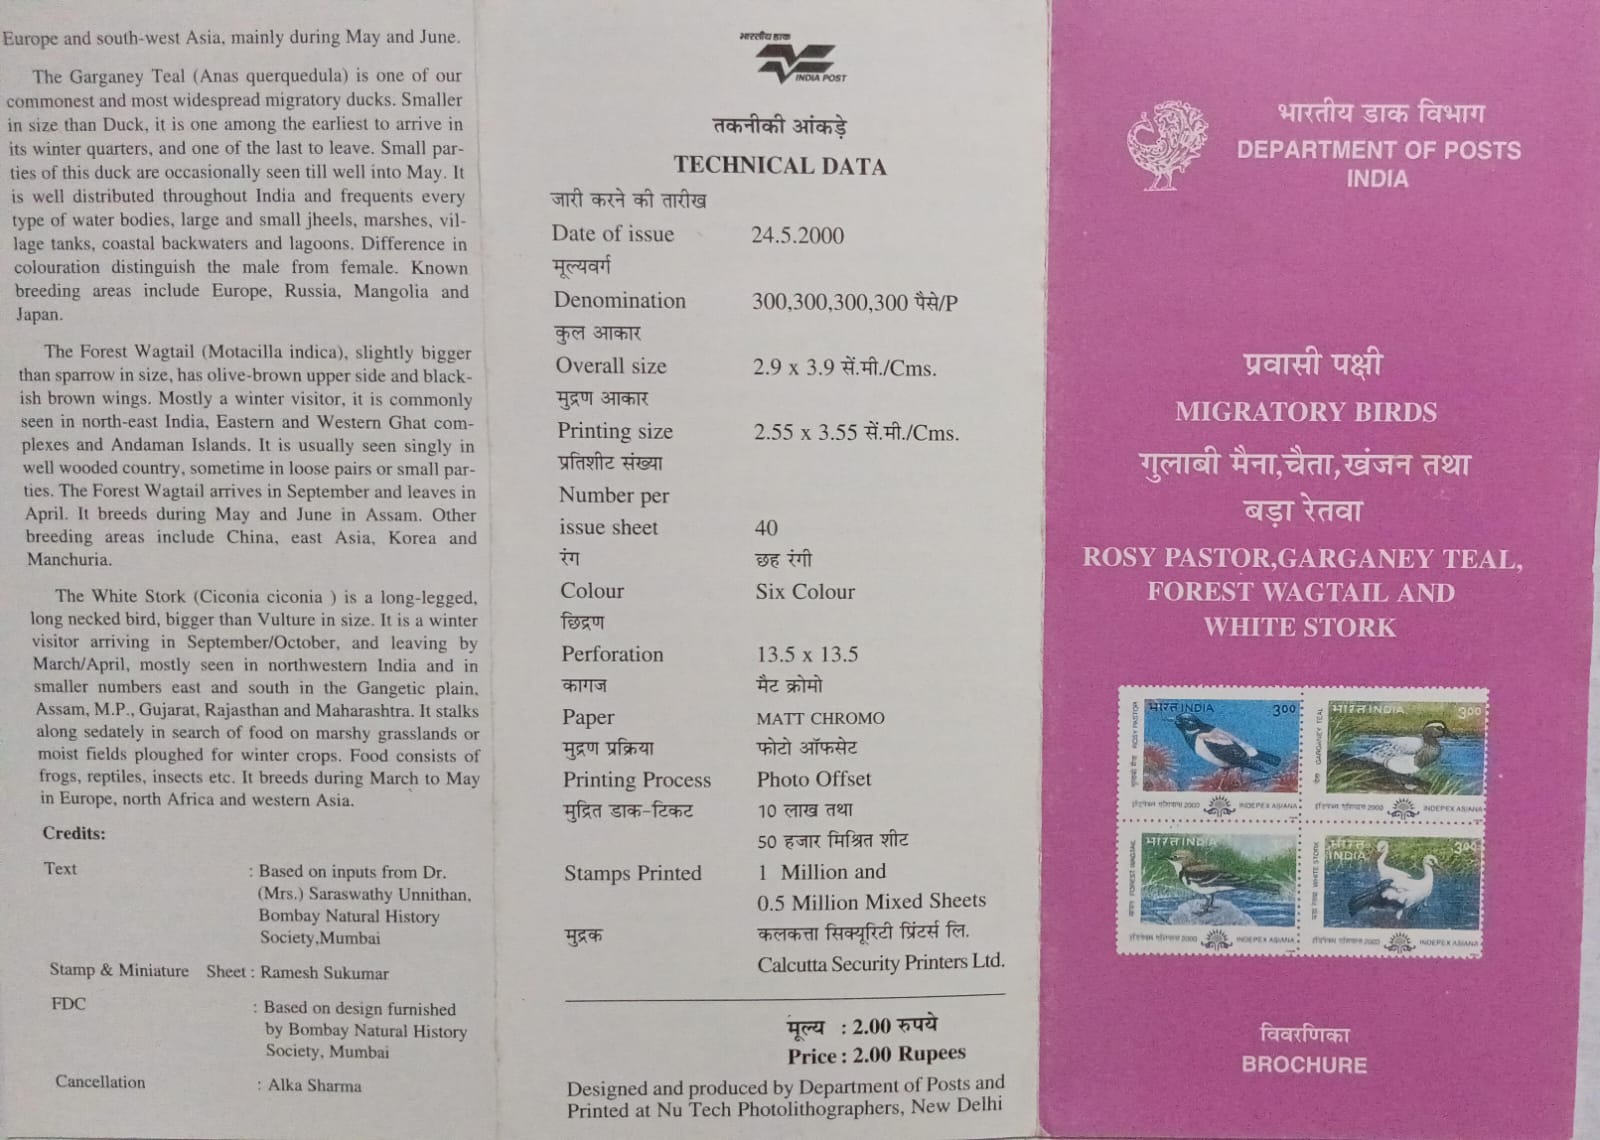 Europe and south-west Asia, mainly during May and June.
The Garganey Teal (Anas querquedula) is one of our
commonest and most widespread migratory ducks. Smaller
in size than Duck, it is one among the earliest to arrive in
its winter quarters, and one of the last to leave. Small par-
ties of this duck are occasionally seen till well into May. It
is well distributed throughout India and frequents every
type of water bodies, large and small jheels, marshes, vil-
lage tanks, coastal backwaters and lagoons. Difference in
colouration distinguish the male from female. Known
breeding areas include Europe, Russia, Mangolia and
Japan.
The Forest Wagtail (Motacilla indica), slightly bigger
than sparrow in size, has olive-brown upper side and black-
ish brown wings. Mostly a winter visitor, it is commonly
seen in north-east India, Eastern and Western Ghat com-
plexes and Andaman Islands. It is usually seen singly in
well wooded country, sometime in loose pairs or small par-
ties. The Forest Wagtail arrives in September and leaves in
April. It breeds during May and June in Assam. Other
breeding areas include China, east Asia, Korea and
Manchuria.
The White Stork (Ciconia ciconia ) is a long-legged,
long necked bird, bigger than Vulture in size. It is a winter
visitor arriving in September/October, and leaving by
March/April, mostly seen in northwestern India and in
smaller numbers east and south in the Gangetic plain,
Assam, M.P., Gujarat, Rajasthan and Maharashtra. It stalks
along sedately in search of food on marshy grasslands or
moist fields ploughed for winter crops. Food consists of
frogs, reptiles, insects etc. It breeds during March to May
in Europe, north Africa and western Asia.
Credits:
Text : Based on inputs from Dr.
(Mrs.) Saraswathy Unnithan,
Bombay Natural History
Society,Mumbai
Stamp & Miniature Sheet : Ramesh Sukumar
FDC : Based on design furnished
by Bombay Natural History
Society, Mumbai
Cancellation : Alka Sharma
भारतीय डाक
INDIA POST
तकनीकी आंकड़े
TECHNICAL DATA
जारी करने की तारीख
Date of issue 24.5.2000
मूल्यवर्ग
Denomination 300,300,300,300 पैसे/P
कुल आकार
Overall size 2.9 x 3.9 सें.मी./Cms.
मुद्रण आकार
Printing size 2.55 x 3.55 सें.मी./Cms.
प्रतिशीट संख्या
Number per
issue sheet 40
रंग छह रंगी
Colour Six Colour
छिद्रण
Perforation 13.5 x 13.5
कागज मैट क्रोमो
Paper MATT CHROMO
मुद्रण प्रक्रिया फोटो ऑफसेट
Printing Process Photo Offset
मुद्रित डाक-टिकट 10 लाख तथा
50 हजार मिश्रित शीट
Stamps Printed 1 Million and
0.5 Million Mixed Sheets
मुद्रक कलकत्ता सिक्यूरिटी प्रिंटर्स लि.
Calcutta Security Printers Ltd.
मूल्य : 2.00 रुपये
Price : 2.00 Rupees
Designed and produced by Department of Posts and
Printed at Nu Tech Photolithographers, New Delhi
भारतीय डाक विभाग
DEPARTMENT OF POSTS
INDIA
प्रवासी पक्षी
MIGRATORY BIRDS
गुलाबी मैना,चैता,खंजन तथा
बड़ा रेतवा
ROSY PASTOR,GARGANEY TEAL,
FOREST WAGTAIL AND
WHITE STORK
भारत INDIA 300
ROSY PASTOR
गुलाबी मैना
इंडिपेक्स एशियाना 2000 INDEPEX ASIANA
भारत INDIA 300
GARGANEY TEAL
इंडिपेक्स एशियाना 2000 INDEPEX ASIANA
भारत INDIA
FOREST WAGTAIL
खंजन
इंडिपेक्स एशियाना 2000 INDEPEX ASIANA
भारत
INDIA 300
WHITE STORK
बड़ा रेतवा
इंडिपेक्स एशियाना 2000 INDEPEX ASIANA
विवरणिका
BROCHURE